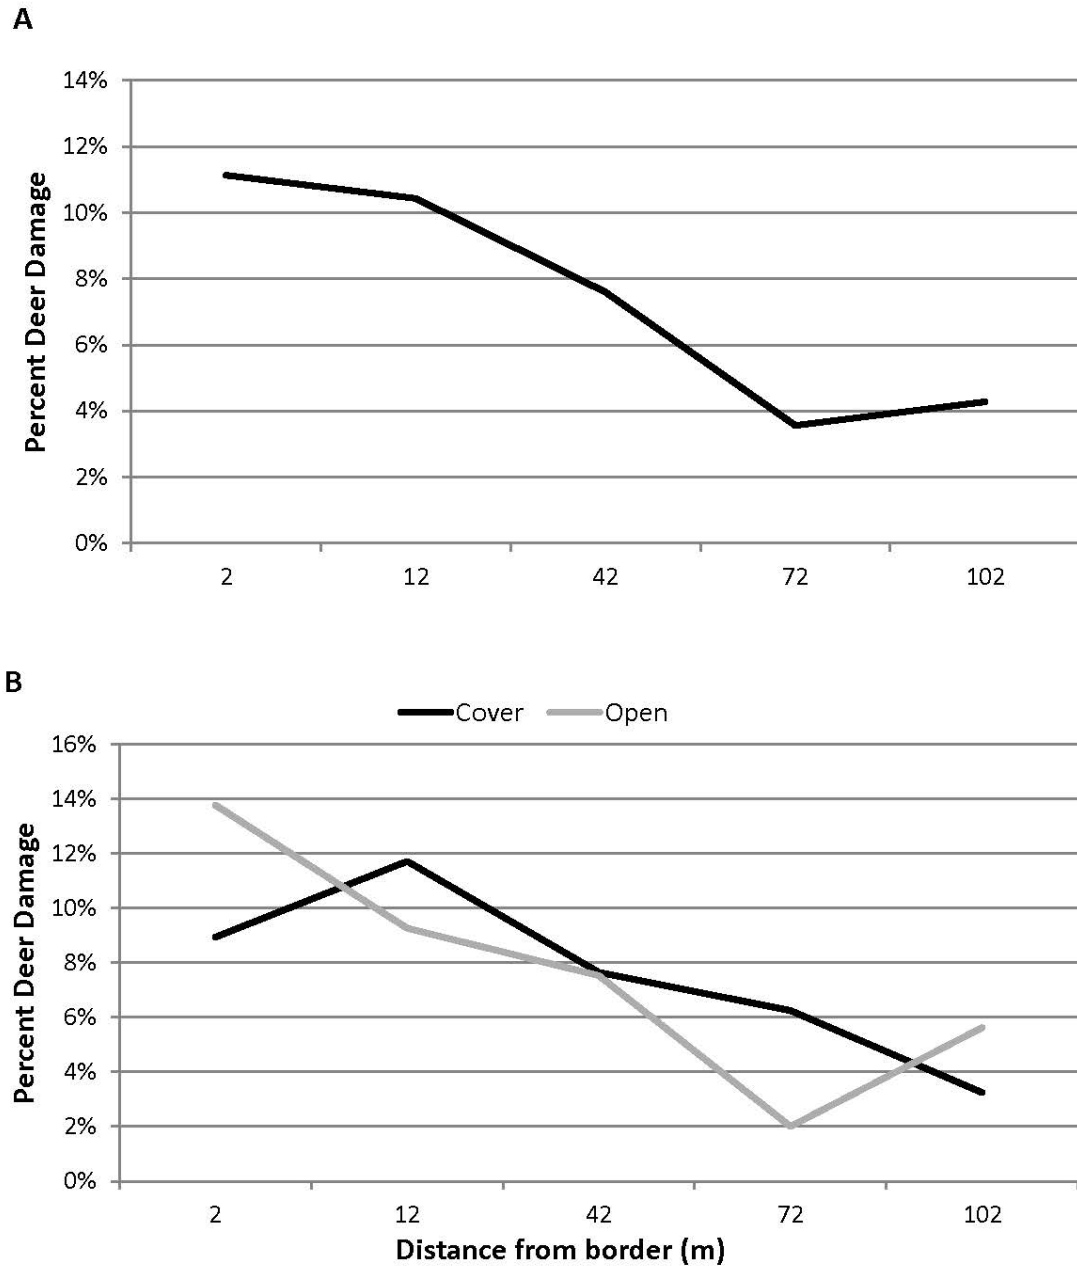 A
14%
12%
10%
8%
6%
4%
2%
0%
Percent Deer Damage
2 12 42 72 102
B
Cover Open
16%
14%
12%
10%
8%
6%
4%
2%
0%
Percent Deer Damage
2 12 42 72 102
Distance from border (m)